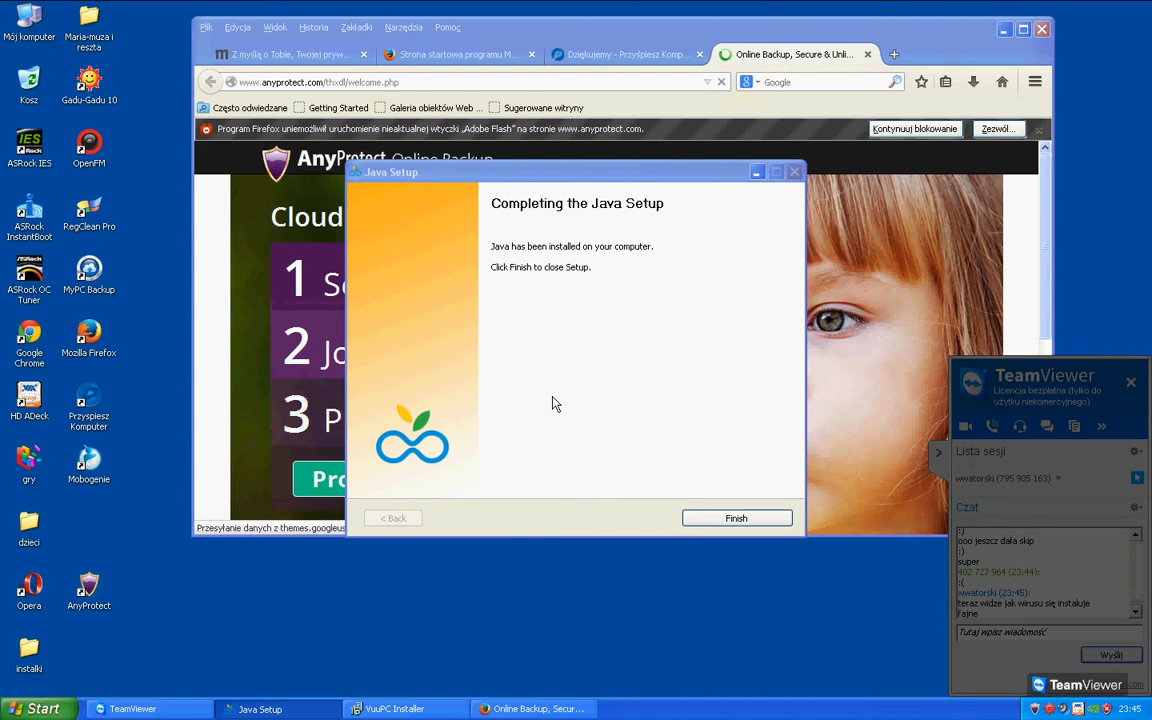 Mój komputer
Maria-muza i
reszta
Kosz
Gadu-Gadu 10
ASRock IES
OpenFM
ASRock
InstantBoot
RegClean Pro
ASRock OC
Tuner
MyPC Backup
Google
Chrome
Mozilla Firefox
HD ADeck
Przyspiesz
Komputer
gry
Mobogenie
dzieci
Opera
AnyProtect
instalki
Plik Edycja Widok Historia Zakładki Narzędzia Pomoc
Z myślą o Tobie, Twojej pryw...
Strona startowa programu M...
Dziękujemy - Przyśpiesz Komp...
Online Backup, Secure & Unli...
www.anyprotect.com/thxdl/welcome.php
Google
Często odwiedzane
Getting Started
Galeria obiektów Web ...
Sugerowane witryny
Program Firefox uniemożliwił uruchomienie nieaktualnej wtyczki „Adobe Flash” na stronie www.anyprotect.com.
Kontynuuj blokowanie
Zezwól...
AnyProtect Online Backup
Cloud
1 Se
2 Jo
3 P
Pro
Przesyłanie danych z themes.googleus
Java Setup
Completing the Java Setup
Java has been installed on your computer.
Click Finish to close Setup.
< Back
Finish
TeamViewer
Licencja bezpłatna (tylko do
użytku niekomercyjnego)
Lista sesji
wwatorski (795 905 163)
Czat
:)
ooo jeszcz dała skip
:)
super
402 727 964 (23:44):
:(
wwatorski (23:45):
teraz widze jak wirusu się instaluje
fajne
Tutaj wpisz wiadomość
Wyślij
TeamViewer
Start
TeamViewer
Java Setup
VuuPC Installer
Online Backup, Secur...
23:45